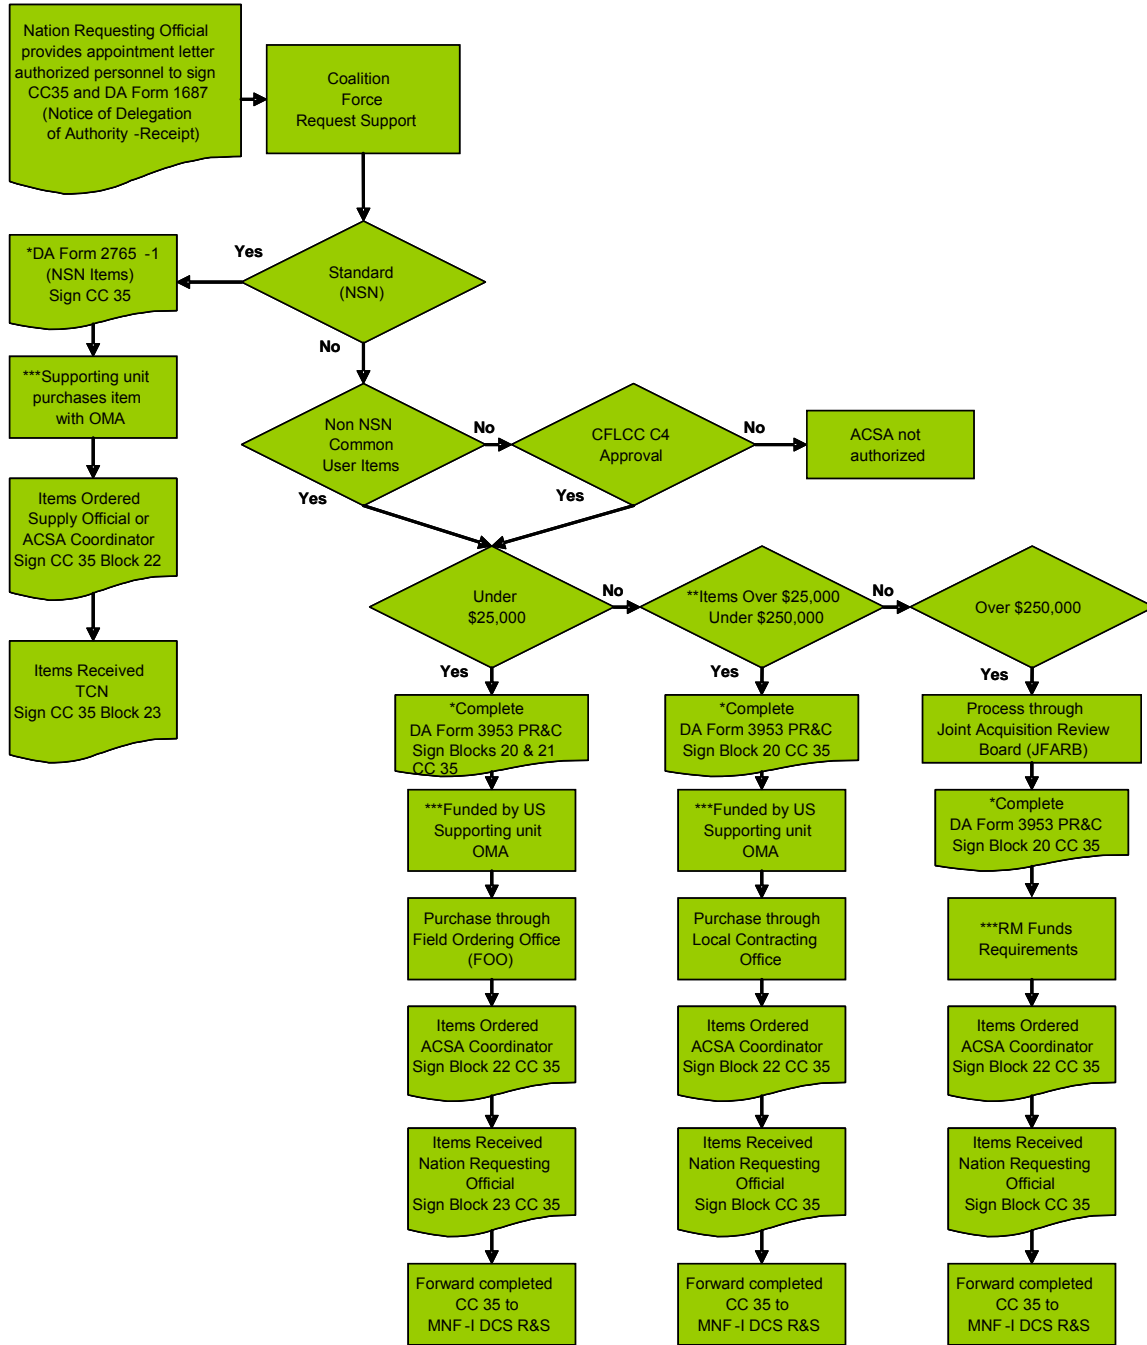 Nation Requesting Official
provides appointment letter
authorized personnel to sign
CC35 and DA Form 1687
(Notice of Delegation
of Authority -Receipt)
Coalition
Force
Request Support
Standard
(NSN)
Yes
No
*DA Form 2765 -1
(NSN Items)
Sign CC 35
***Supporting unit
purchases item
with OMA
Items Ordered
Supply Official or
ACSA Coordinator
Sign CC 35 Block 22
Items Received
TCN
Sign CC 35 Block 23
Non NSN
Common
User Items
No
Yes
CFLCC C4
Approval
No
Yes
ACSA not
authorized
Under
$25,000
No
Yes
**Items Over $25,000
Under $250,000
No
Yes
Over $250,000
Yes
*Complete
DA Form 3953 PR&C
Sign Blocks 20 & 21
CC 35
***Funded by US
Supporting unit
OMA
Purchase through
Field Ordering Office
(FOO)
Items Ordered
ACSA Coordinator
Sign Block 22 CC 35
Items Received
Nation Requesting
Official
Sign Block 23 CC 35
Forward completed
CC 35 to
MNF -I DCS R&S
*Complete
DA Form 3953 PR&C
Sign Block 20 CC 35
***Funded by US
Supporting unit
OMA
Purchase through
Local Contracting
Office
Items Ordered
ACSA Coordinator
Sign Block 22 CC 35
Items Received
Nation Requesting
Official
Sign Block CC 35
Forward completed
CC 35 to
MNF -I DCS R&S
Process through
Joint Acquisition Review
Board (JFARB)
*Complete
DA Form 3953 PR&C
Sign Block 20 CC 35
***RM Funds
Requirements
Items Ordered
ACSA Coordinator
Sign Block 22 CC 35
Items Received
Nation Requesting
Official
Sign Block CC 35
Forward completed
CC 35 to
MNF -I DCS R&S